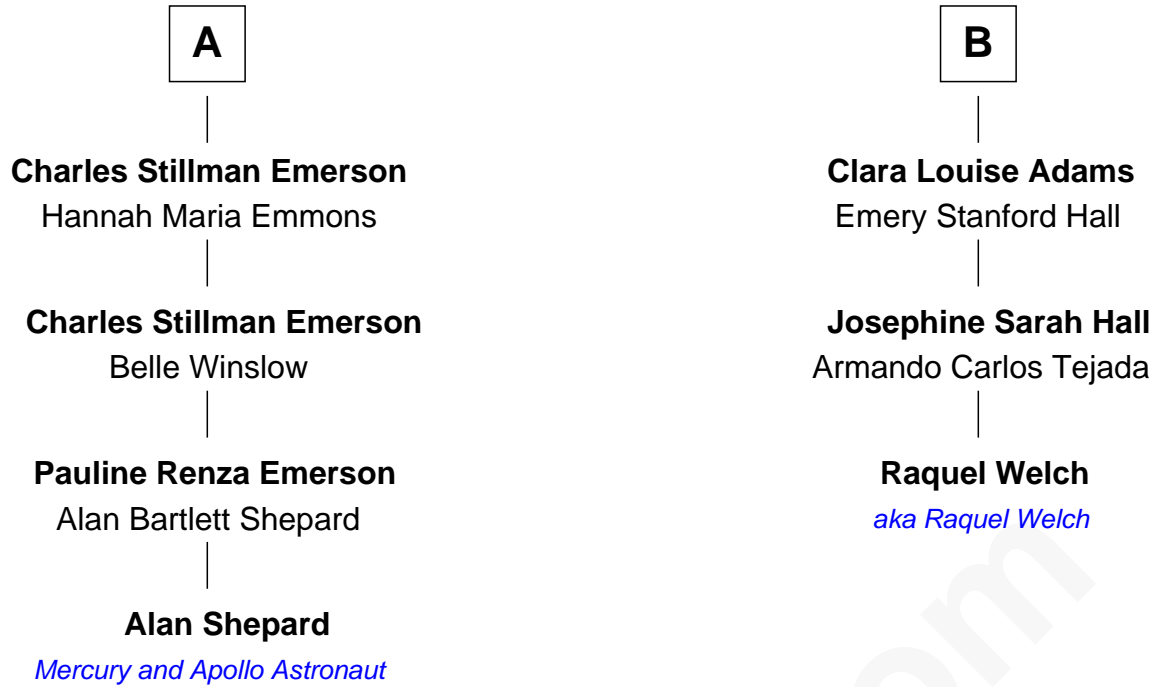 A
Charles Stillman Emerson
Hannah Maria Emmons
Charles Stillman Emerson
Belle Winslow
Pauline Renza Emerson
Alan Bartlett Shepard
Alan Shepard
Mercury and Apollo Astronaut
B
Clara Louise Adams
Emery Stanford Hall
Josephine Sarah Hall
Armando Carlos Tejada
Raquel Welch
aka Raquel Welch
om